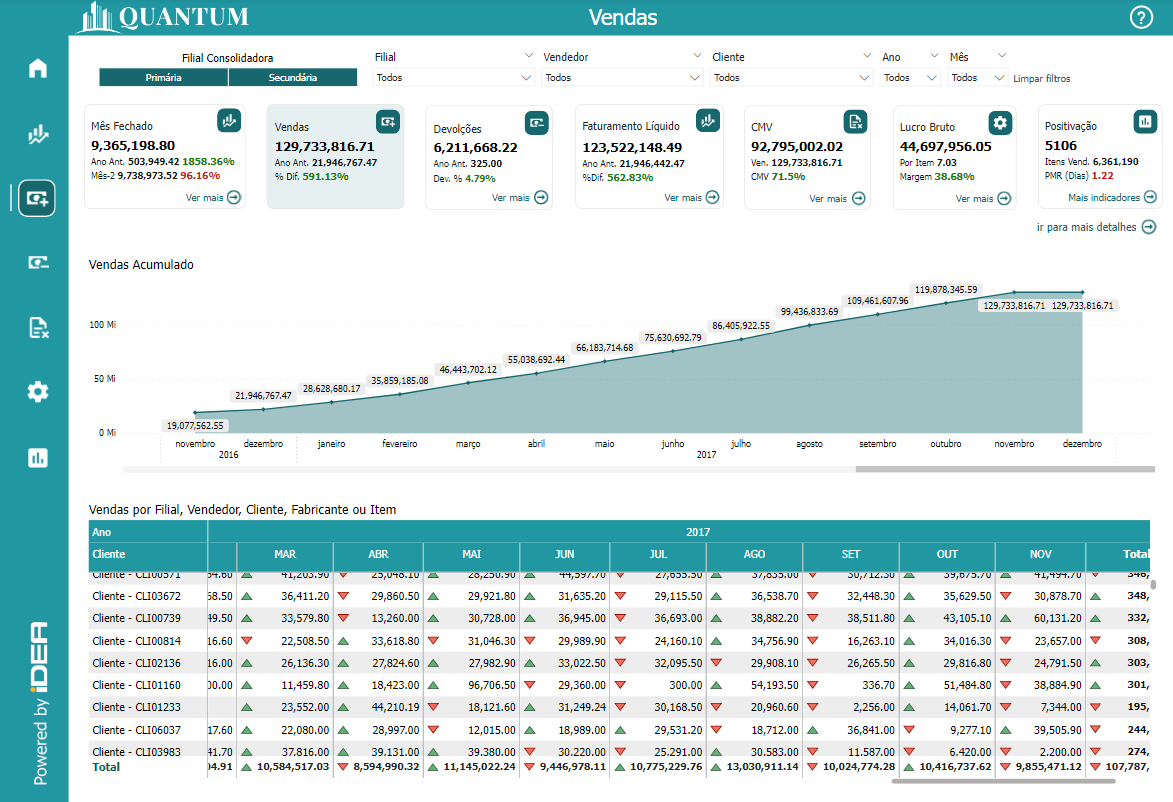 QUANTUM
Vendas
?
Filial Consolidadora
Primária
Secundária
Filial
Todos
Vendedor
Todos
Cliente
Todos
Ano
Todos
Mês
Todos
Limpar filtros
Mês Fechado
9,365,198.80
Ano Ant. 503,949.42 1858.36%
Mês-2 9,738,973.52 96.16%
Ver mais
Vendas
129,733,816.71
Ano Ant. 21,946,767.47
% Dif. 591.13%
Devolções
6,211,668.22
Ano Ant. 325.00
Dev. % 4.79%
Ver mais
Faturamento Líquido
123,522,148.49
Ano Ant. 21,946,442.47
%Dif. 562.83%
Ver mais
CMV
92,795,002.02
Ven. 129,733,816.71
CMV 71.5%
Ver mais
Lucro Bruto
44,697,956.05
Por Item 7.03
Margem 38.68%
Ver mais
Positivação
5106
Itens Vend. 6,361,190
PMR (Dias) 1.22
Mais indicadores
ir para mais detalhes
Vendas Acumulado
100 Mi
50 Mi
0 Mi
19,077,562.55
21,946,767.47
28,628,680.17
35,859,185.08
46,443,702.12
55,038,692.44
66,183,714.68
75,630,692.79
86,405,922.55
99,436,833.69
109,461,607.96
119,878,345.59
129,733,816.71
129,733,816.71
novembro dezembro janeiro fevereiro março abril maio junho julho agosto setembro outubro novembro dezembro
2016 2017
Vendas por Filial, Vendedor, Cliente, Fabricante ou Item
Ano 2017
Cliente MAR ABR MAI JUN JUL AGO SET OUT NOV Total
Cliente - CLI00571 54.60 41,203.90 25,048.10 28,250.90 44,597.70 27,655.50 37,835.00 30,712.30 39,675.70 41,494.70 346,
Cliente - CLI03672 58.50 36,411.20 29,860.50 29,921.80 31,635.20 29,115.50 36,538.70 32,448.30 35,629.50 30,878.70 348,
Cliente - CLI00739 49.50 33,579.80 13,260.00 30,728.00 36,945.00 36,693.00 38,882.20 38,511.80 43,105.10 60,131.20 332,
Cliente - CLI00814 16.60 22,508.50 33,618.80 31,046.30 29,989.90 24,160.10 34,756.90 16,263.10 34,016.30 23,657.00 308,
Cliente - CLI02136 16.00 26,136.30 27,824.60 27,982.90 33,022.50 32,095.50 29,908.10 26,265.50 29,816.80 24,791.50 303,
Cliente - CLI01160 00.00 11,459.80 18,423.00 96,706.50 29,360.00 300.00 54,193.50 336.70 51,484.80 38,884.90 301,
Cliente - CLI01233 23,552.00 44,210.19 18,121.60 31,249.24 30,168.50 20,960.60 2,256.00 14,061.70 7,344.00 195,
Cliente - CLI06037 17.60 22,080.00 28,997.00 12,015.00 18,989.00 29,531.20 18,712.00 36,841.00 9,277.10 39,505.90 244,
Cliente - CLI03983 41.70 37,816.00 39,131.00 39,380.00 30,220.00 25,291.00 30,583.00 11,587.00 6,420.00 2,200.00 274,
Total 04.91 10,584,517.03 8,594,990.32 11,145,022.24 9,446,978.11 10,775,229.76 13,030,911.14 10,024,774.28 10,416,737.62 9,855,471.12 107,787,
Powered by iDEA